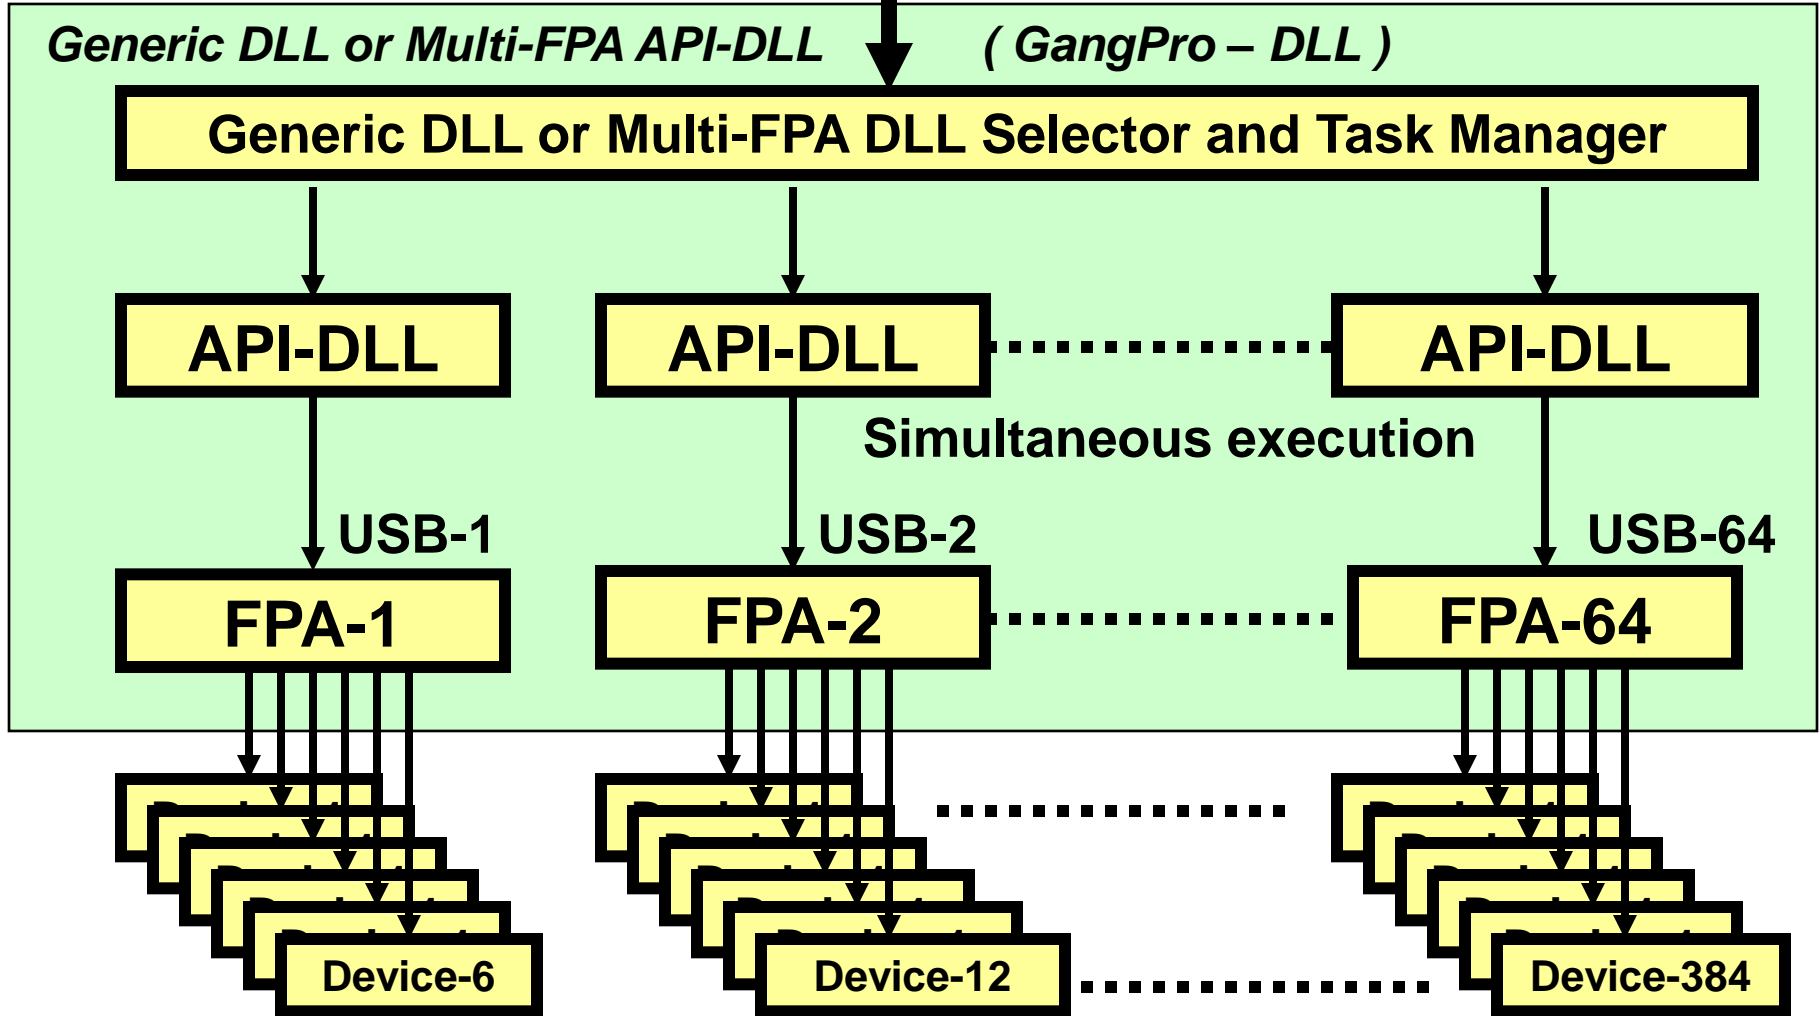 Generic DLL or Multi-FPA API-DLL ( GangPro – DLL )
Generic DLL or Multi-FPA DLL Selector and Task Manager
API-DLL API-DLL API-DLL
Simultaneous execution
USB-1 USB-2 USB-64
FPA-1 FPA-2 FPA-64
Device-6 Device-12 Device-384